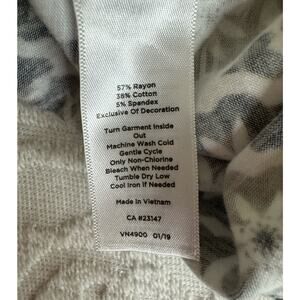 57% Rayon
38% Cotton
5% Spandex
Exclusive Of Decoration
Turn Garment Inside
Out
Machine Wash Cold
Gentle Cycle
Only Non-Chlorine
Bleach When Needed
Tumble Dry Low
Cool Iron If Needed
Made in Vietnam
CA #23147
VN4900 01/19